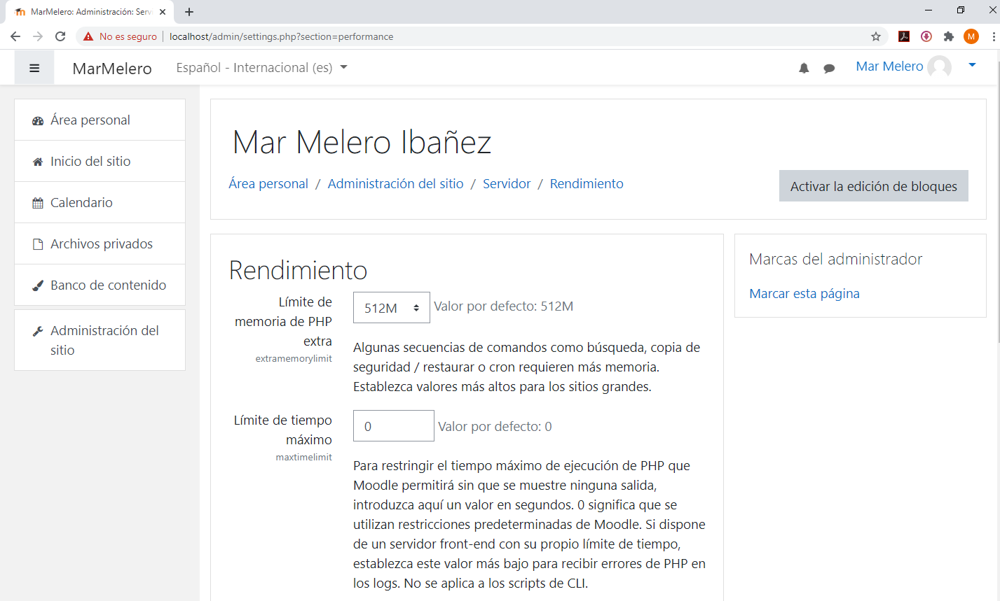 MarMelero: Administración: Serv
No es seguro
localhost/admin/settings.php?section=performance
M
MarMelero
Español - Internacional (es)
Mar Melero
Área personal
Inicio del sitio
Calendario
Archivos privados
Banco de contenido
Administración del
sitio
Mar Melero Ibañez
Área personal / Administración del sitio / Servidor / Rendimiento
Activar la edición de bloques
Rendimiento
Límite de
memoria de PHP
extra
extramemorylimit
512M
Valor por defecto: 512M
Algunas secuencias de comandos como búsqueda, copia de
seguridad / restaurar o cron requieren más memoria.
Establezca valores más altos para los sitios grandes.
Límite de tiempo
máximo
maxtimelimit
0
Valor por defecto: 0
Para restringir el tiempo máximo de ejecución de PHP que
Moodle permitirá sin que se muestre ninguna salida,
introduzca aquí un valor en segundos. 0 significa que se
utilizan restricciones predeterminadas de Moodle. Si dispone
de un servidor front-end con su propio límite de tiempo,
establezca este valor más bajo para recibir errores de PHP en
los logs. No se aplica a los scripts de CLI.
Marcas del administrador
Marcar esta página